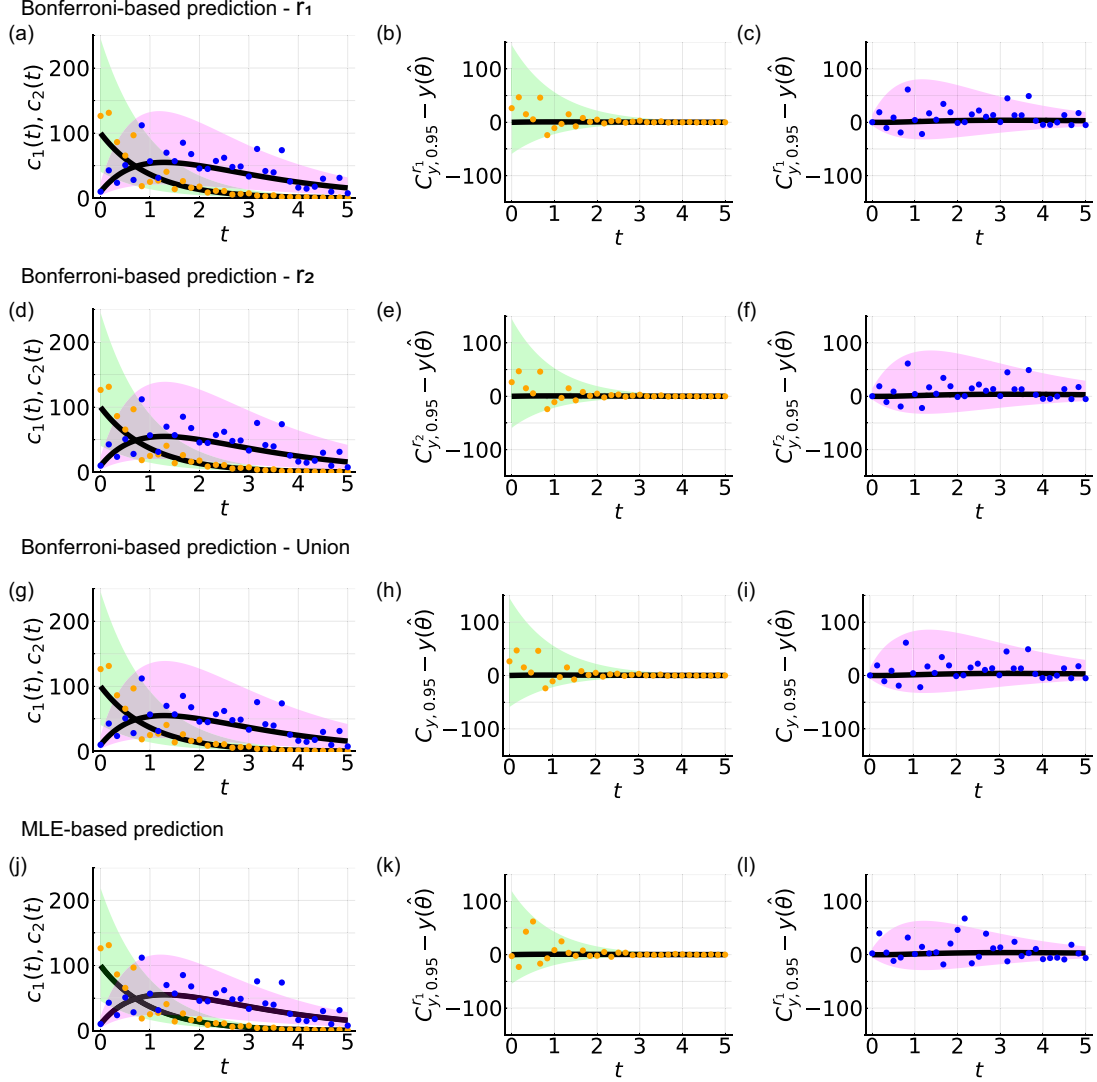 Bonferroni-based prediction - r₁
(a) (b) (c)
c₁(t), c₂(t)
200
100
0
0 1 2 3 4 5
t
C^{r₁}_{y, 0.95} − y(θ̂)
100
0
−100
0 1 2 3 4 5
t
100
0
−100
0 1 2 3 4 5
t
Bonferroni-based prediction - r₂
(d) (e) (f)
c₁(t), c₂(t)
200
100
0
0 1 2 3 4 5
t
C^{r₂}_{y, 0.95} − y(θ̂)
100
0
−100
0 1 2 3 4 5
t
C^{r₂}_{y, 0.95} − y(θ̂)
100
0
−100
0 1 2 3 4 5
t
Bonferroni-based prediction - Union
(g) (h) (i)
c₁(t), c₂(t)
200
100
0
0 1 2 3 4 5
t
C_{y, 0.95} − y(θ̂)
100
0
−100
0 1 2 3 4 5
t
C_{y, 0.95} − y(θ̂)
100
0
−100
0 1 2 3 4 5
t
MLE-based prediction
(j) (k) (l)
c₁(t), c₂(t)
200
100
0
0 1 2 3 4 5
t
C^{r₁}_{y, 0.95} − y(θ̂)
100
0
−100
0 1 2 3 4 5
t
C^{r₁}_{y, 0.95} − y(θ̂)
100
0
−100
0 1 2 3 4 5
t